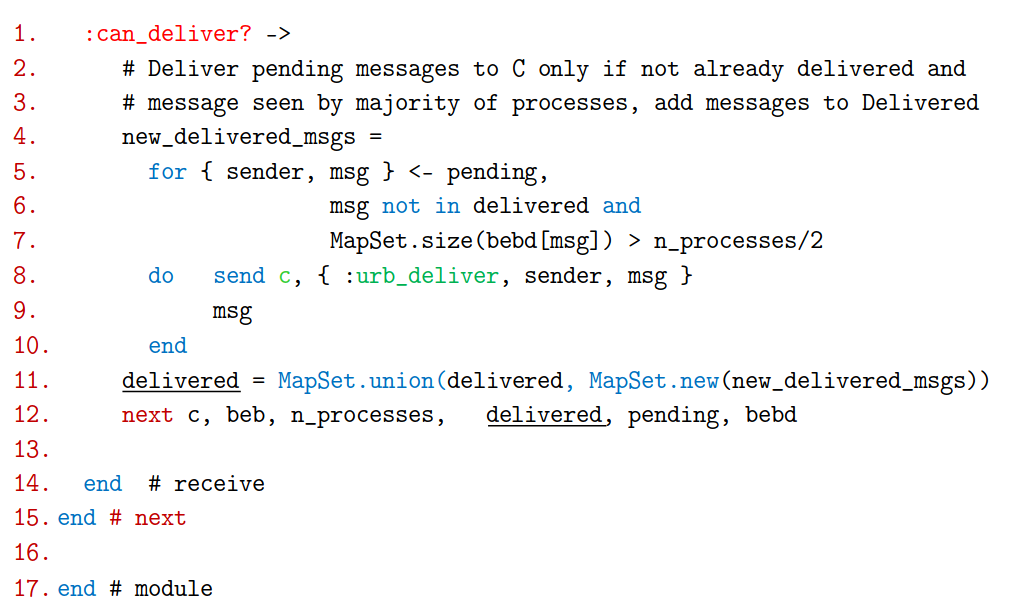 1. :can_deliver? ->
2. # Deliver pending messages to C only if not already delivered and
3. # message seen by majority of processes, add messages to Delivered
4. new_delivered_msgs =
5. for { sender, msg } <- pending,
6. msg not in delivered and
7. MapSet.size(bebd[msg]) > n_processes/2
8. do send c, { :urb_deliver, sender, msg }
9. msg
10. end
11. delivered = MapSet.union(delivered, MapSet.new(new_delivered_msgs))
12. next c, beb, n_processes, delivered, pending, bebd
13.
14. end # receive
15. end # next
16.
17. end # module